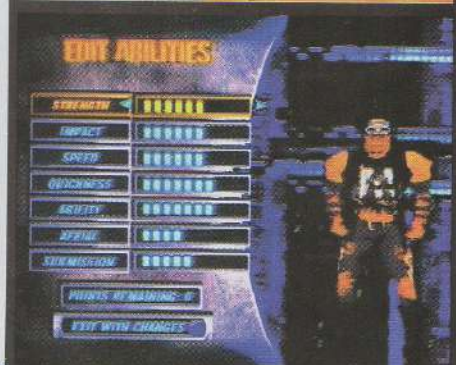 EDIT ABILITIES
STRENGTH
IMPACT
SPEED
QUICKNESS
AGILITY
AERIAL
SUBMISSION
POINTS REMAINING: 0
EXIT WITH CHANGES